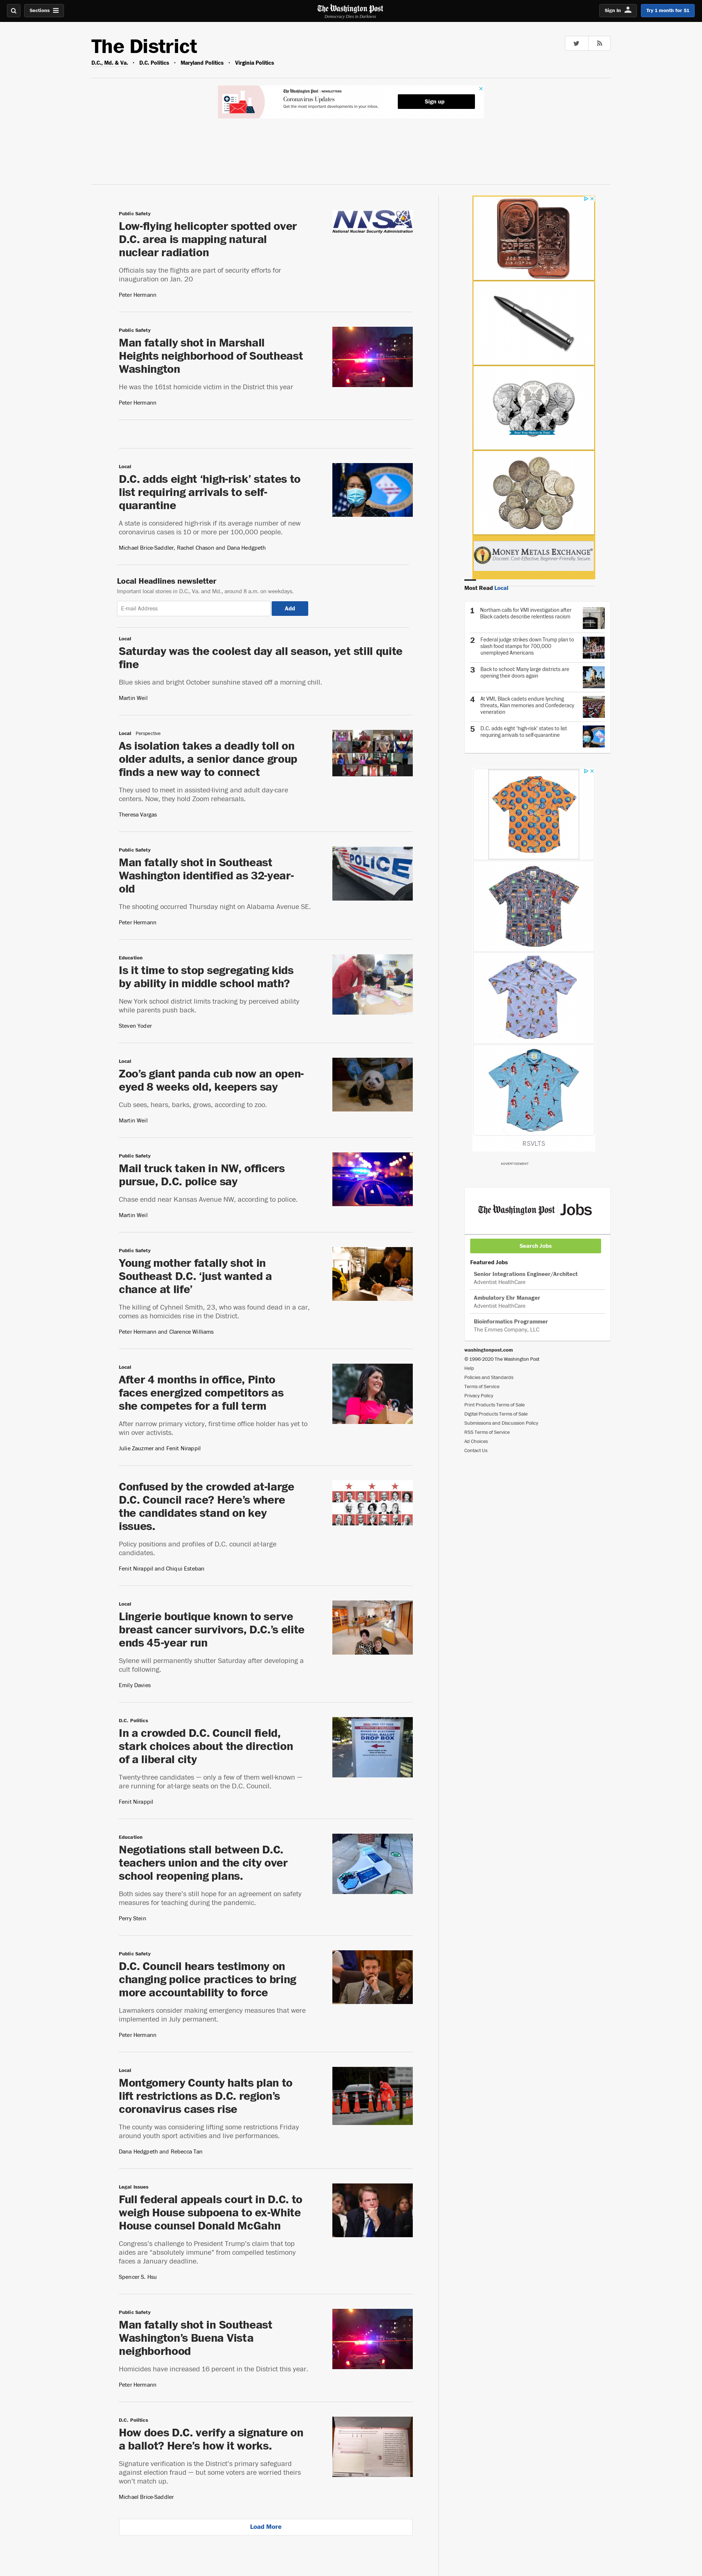 Sections
The Washington Post
Democracy Dies in Darkness
Sign In
Try 1 month for $1
The District
D.C., Md. & Va. • D.C. Politics • Maryland Politics • Virginia Politics
The Washington Post | NEWSLETTERS
Coronavirus Updates
Get the most important developments in your inbox.
Sign up
Public Safety
Low-flying helicopter spotted over
D.C. area is mapping natural
nuclear radiation
Officials say the flights are part of security efforts for
inauguration on Jan. 20
Peter Hermann
National Nuclear Security Administration
Public Safety
Man fatally shot in Marshall
Heights neighborhood of Southeast
Washington
He was the 161st homicide victim in the District this year
Peter Hermann
Local
D.C. adds eight ‘high-risk’ states to
list requiring arrivals to self-
quarantine
A state is considered high-risk if its average number of new
coronavirus cases is 10 or more per 100,000 people.
Michael Brice-Saddler, Rachel Chason and Dana Hedgpeth
Local Headlines newsletter
Important local stories in D.C., Va. and Md., around 8 a.m. on weekdays.
E-mail Address
Add
Local
Saturday was the coolest day all season, yet still quite
fine
Blue skies and bright October sunshine staved off a morning chill.
Martin Weil
Local Perspective
As isolation takes a deadly toll on
older adults, a senior dance group
finds a new way to connect
They used to meet in assisted-living and adult day-care
centers. Now, they hold Zoom rehearsals.
Theresa Vargas
Public Safety
Man fatally shot in Southeast
Washington identified as 32-year-
old
The shooting occurred Thursday night on Alabama Avenue SE.
Peter Hermann
POLICE
Education
Is it time to stop segregating kids
by ability in middle school math?
New York school district limits tracking by perceived ability
while parents push back.
Steven Yoder
Local
Zoo’s giant panda cub now an open-
eyed 8 weeks old, keepers say
Cub sees, hears, barks, grows, according to zoo.
Martin Weil
Public Safety
Mail truck taken in NW, officers
pursue, D.C. police say
Chase endd near Kansas Avenue NW, according to police.
Martin Weil
Public Safety
Young mother fatally shot in
Southeast D.C. ‘just wanted a
chance at life’
The killing of Cyhneil Smith, 23, who was found dead in a car,
comes as homicides rise in the District.
Peter Hermann and Clarence Williams
Local
After 4 months in office, Pinto
faces energized competitors as
she competes for a full term
After narrow primary victory, first-time office holder has yet to
win over activists.
Julie Zauzmer and Fenit Nirappil
Confused by the crowded at-large
D.C. Council race? Here’s where
the candidates stand on key
issues.
Policy positions and profiles of D.C. council at-large
candidates.
Fenit Nirappil and Chiqui Esteban
Local
Lingerie boutique known to serve
breast cancer survivors, D.C.’s elite
ends 45-year run
Sylene will permanently shutter Saturday after developing a
cult following.
Emily Davies
D.C. Politics
In a crowded D.C. Council field,
stark choices about the direction
of a liberal city
Twenty-three candidates — only a few of them well-known —
are running for at-large seats on the D.C. Council.
Fenit Nirappil
DROP BOX
Education
Negotiations stall between D.C.
teachers union and the city over
school reopening plans.
Both sides say there’s still hope for an agreement on safety
measures for teaching during the pandemic.
Perry Stein
Public Safety
D.C. Council hears testimony on
changing police practices to bring
more accountability to force
Lawmakers consider making emergency measures that were
implemented in July permanent.
Peter Hermann
Local
Montgomery County halts plan to
lift restrictions as D.C. region’s
coronavirus cases rise
The county was considering lifting some restrictions Friday
around youth sport activities and live performances.
Dana Hedgpeth and Rebecca Tan
Legal Issues
Full federal appeals court in D.C. to
weigh House subpoena to ex-White
House counsel Donald McGahn
Congress’s challenge to President Trump’s claim that top
aides are “absolutely immune” from compelled testimony
faces a January deadline.
Spencer S. Hsu
Public Safety
Man fatally shot in Southeast
Washington’s Buena Vista
neighborhood
Homicides have increased 16 percent in the District this year.
Peter Hermann
D.C. Politics
How does D.C. verify a signature on
a ballot? Here’s how it works.
Signature verification is the District’s primary safeguard
against election fraud — but some voters are worried theirs
won’t match up.
Michael Brice-Saddler
Load More
COPPER
MONEY METALS EXCHANGE
Discreet. Cost-Effective. Beginner-Friendly Service.
Most Read Local
1 Northam calls for VMI investigation after
Black cadets describe relentless racism
2 Federal judge strikes down Trump plan to
slash food stamps for 700,000
unemployed Americans
3 Back to school: Many large districts are
opening their doors again
4 At VMI, Black cadets endure lynching
threats, Klan memories and Confederacy
veneration
5 D.C. adds eight ‘high-risk’ states to list
requiring arrivals to self-quarantine
RSVLTS
ADVERTISEMENT
The Washington Post Jobs
Search Jobs
Featured Jobs
Senior Integrations Engineer/Architect
Adventist HealthCare
Ambulatory Ehr Manager
Adventist HealthCare
Bioinformatics Programmer
The Emmes Company, LLC
washingtonpost.com
© 1996-2020 The Washington Post
Help
Policies and Standards
Terms of Service
Privacy Policy
Print Products Terms of Sale
Digital Products Terms of Sale
Submissions and Discussion Policy
RSS Terms of Service
Ad Choices
Contact Us